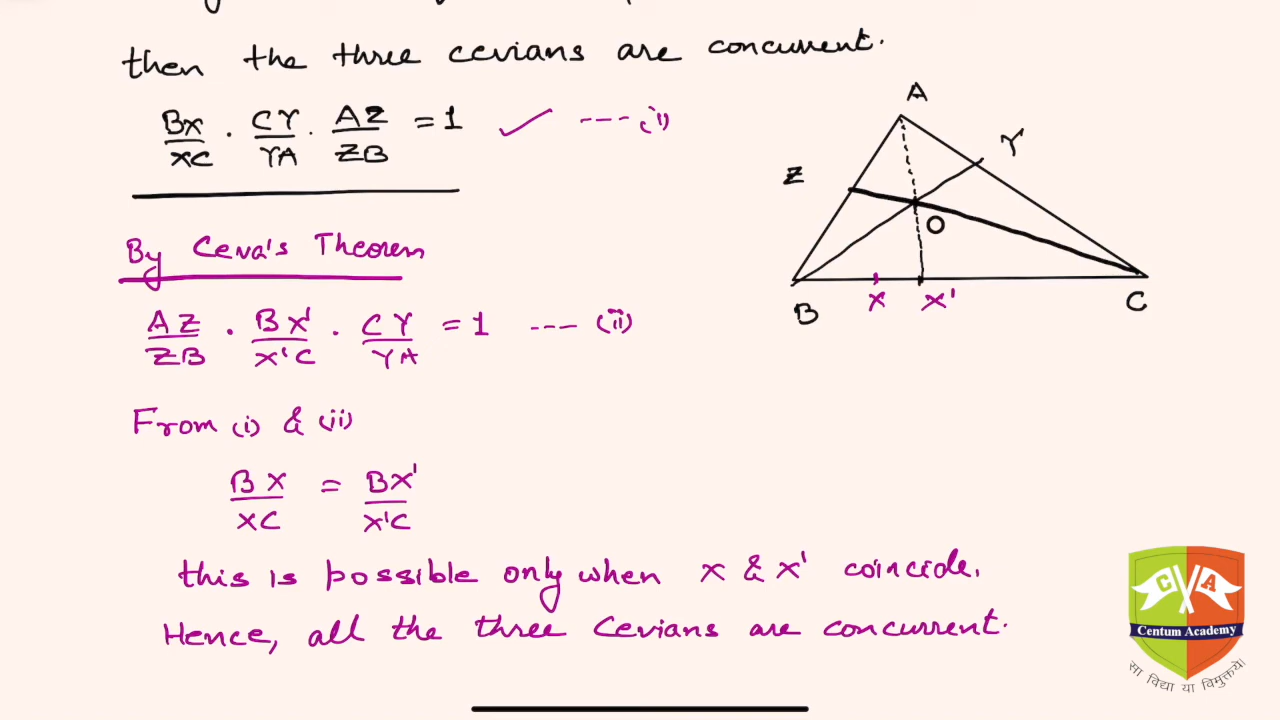 then the three cevians are concurrent.
BX/XC · CY/YA · AZ/ZB = 1 ---- (i)
By Ceva's Theorem
AZ/ZB · BX'/X'C · CY/YA = 1 ---- (ii)
From (i) & (ii)
BX/XC = BX'/X'C
this is possible only when X & X' coincide.
Hence, all the three Cevians are concurrent.
A
Y
Z
O
B
X
X'
C
C A
Centum Academy
सा विद्या या विमुक्तये।